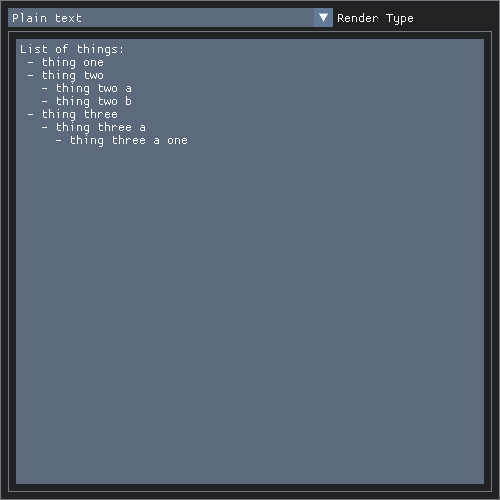 Plain text
Render Type
List of things:
 - thing one
 - thing two
   - thing two a
   - thing two b
 - thing three
   - thing three a
     - thing three a one